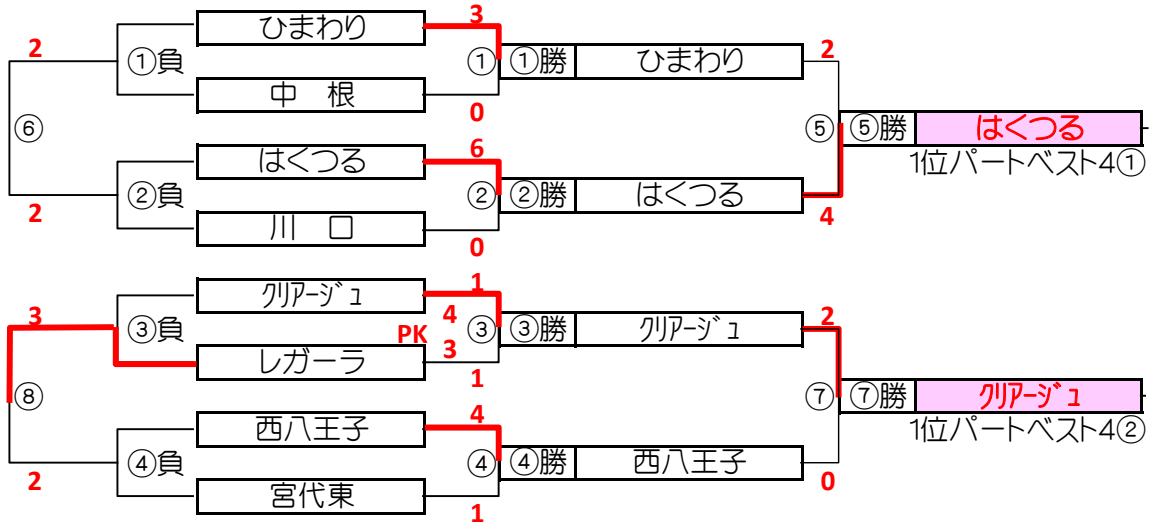 ひまわり 3
2 ①負 ① ①勝 ひまわり 2
中 根 0
⑥ ⑤ ⑤勝 はくつる
はくつる 6 1位パートベスト4①
②負 ② ②勝 はくつる
2 川 口 4
0
クリアージュ 1
3 ③負 4 ③ ③勝 クリアージュ 2
PK 3
レガーラ 1
⑧ ⑦ ⑦勝 クリアージュ
西八王子 4 1位パートベスト4②
④負 ④ ④勝 西八王子
2 宮代東 0
1